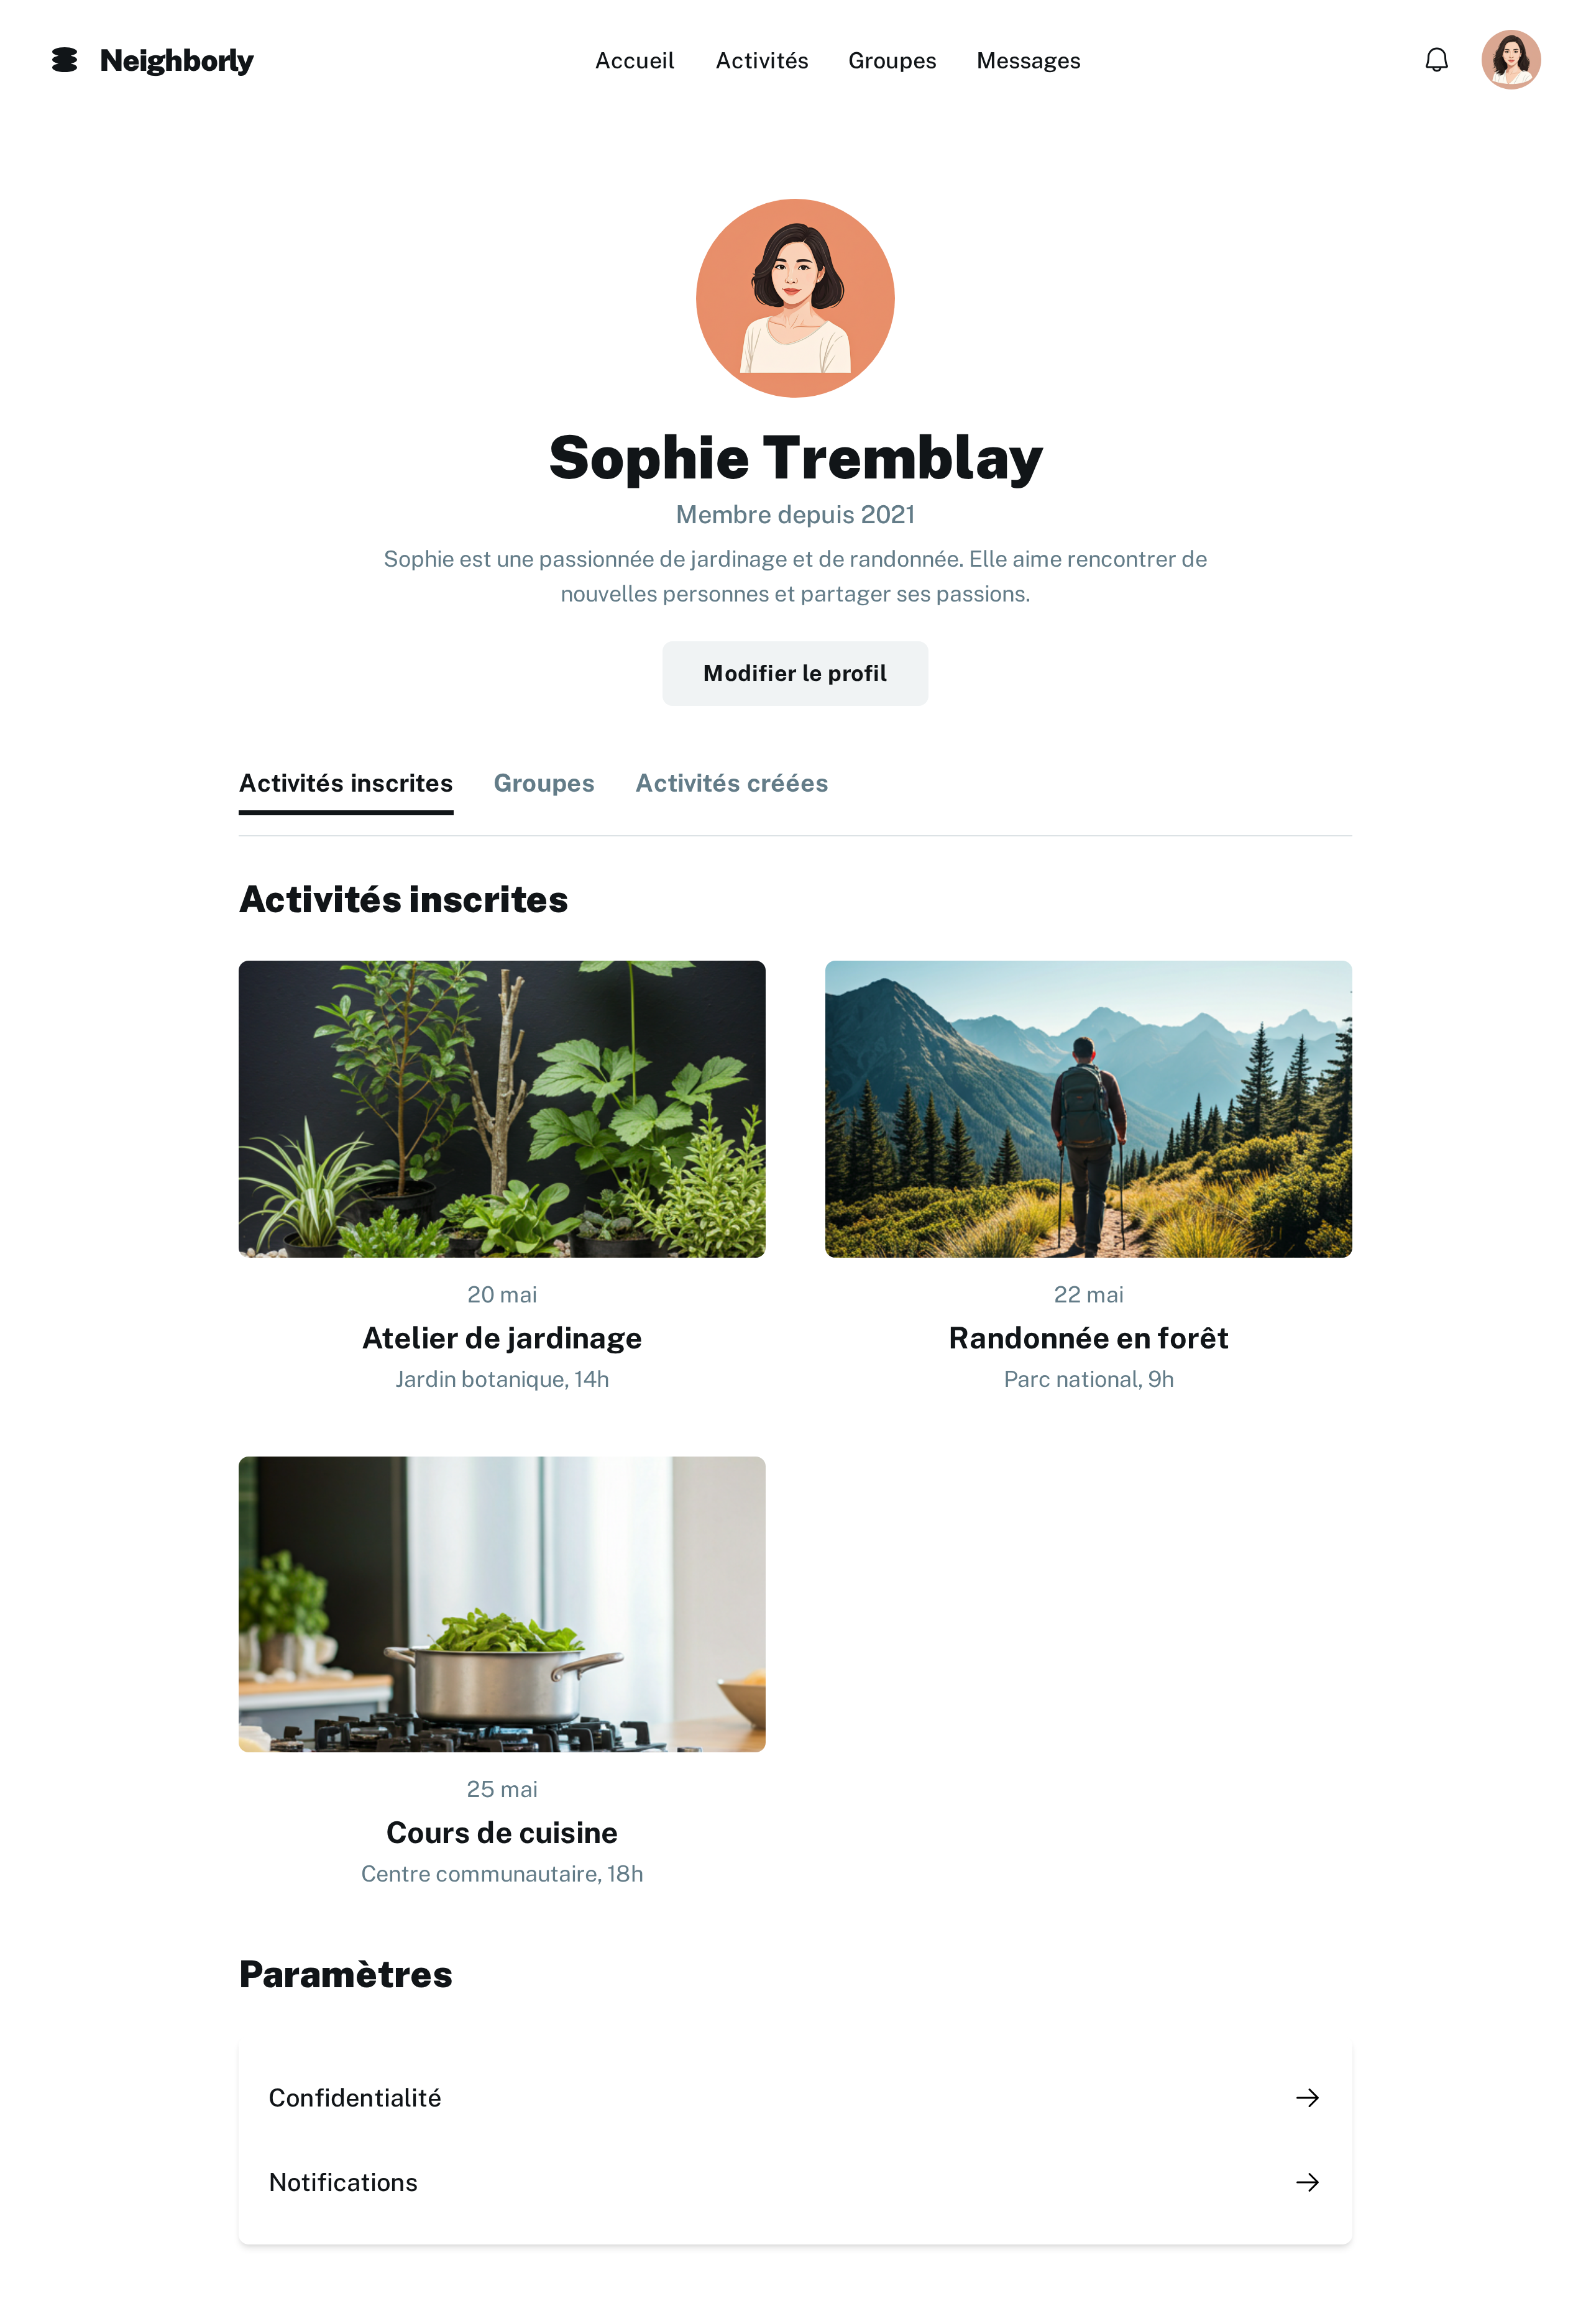 Neighborly
Accueil
Activités
Groupes
Messages
Sophie Tremblay
Membre depuis 2021
Sophie est une passionnée de jardinage et de randonnée. Elle aime rencontrer de
nouvelles personnes et partager ses passions.
Modifier le profil
Activités inscrites
Groupes
Activités créées
Activités inscrites
20 mai
Atelier de jardinage
Jardin botanique, 14h
22 mai
Randonnée en forêt
Parc national, 9h
25 mai
Cours de cuisine
Centre communautaire, 18h
Paramètres
Confidentialité
Notifications